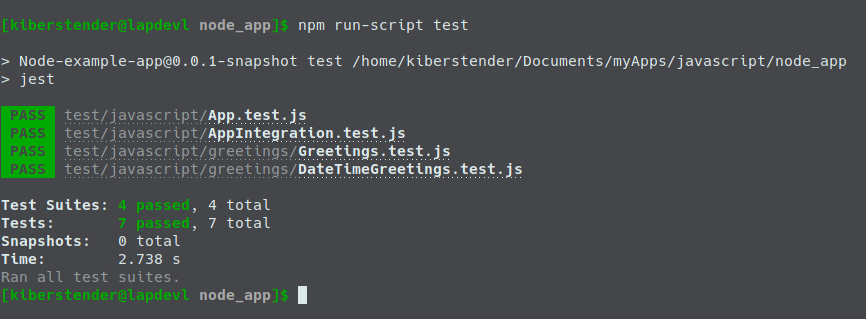 [kiberstender@lapdevl node_app]$ npm run-script test
> Node-example-app@0.0.1-snapshot test /home/kiberstender/Documents/myApps/javascript/node_app
> jest
PASS test/javascript/App.test.js
PASS test/javascript/AppIntegration.test.js
PASS test/javascript/greetings/Greetings.test.js
PASS test/javascript/greetings/DateTimeGreetings.test.js
Test Suites: 4 passed, 4 total
Tests: 7 passed, 7 total
Snapshots: 0 total
Time: 2.738 s
Ran all test suites.
[kiberstender@lapdevl node_app]$